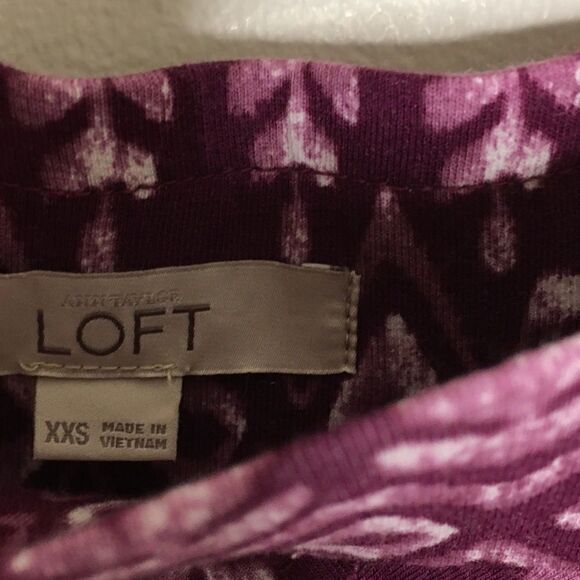 ANN TAYLOR
LOFT
XXS
MADE IN
VIETNAM